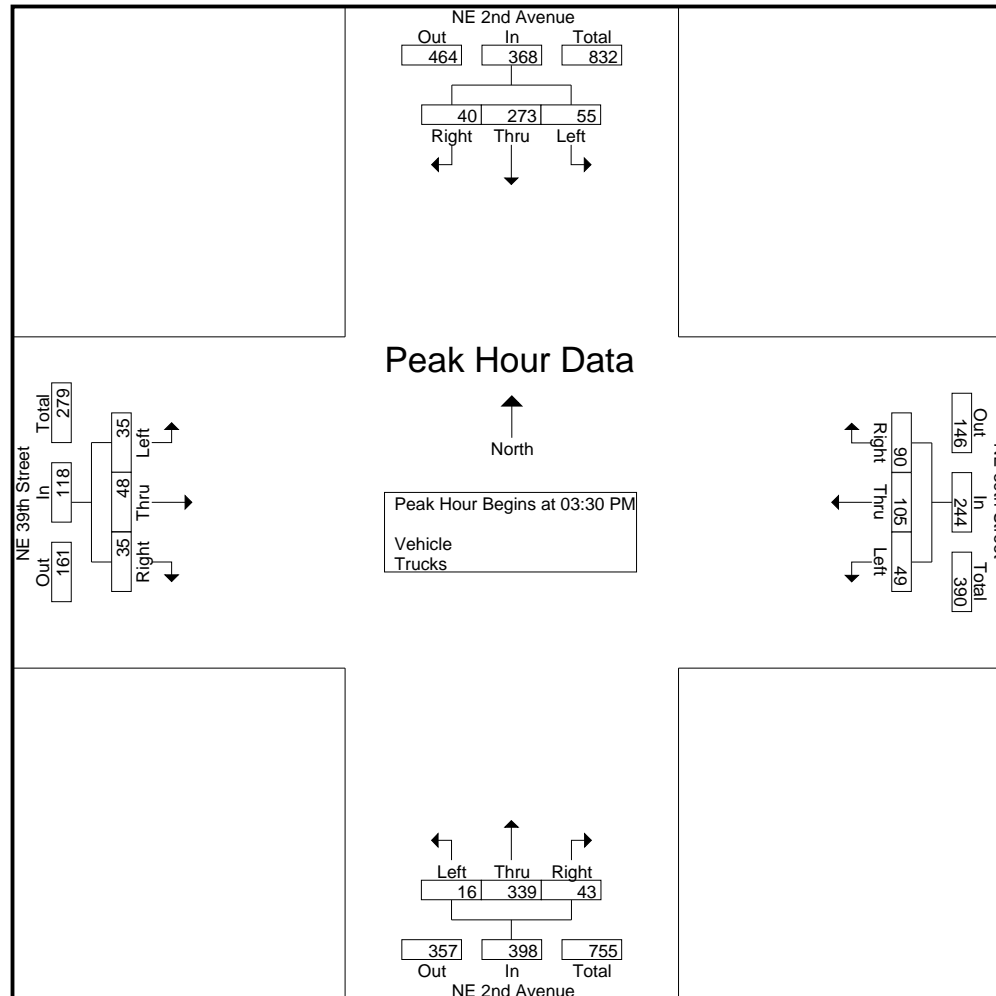 NE 2nd Avenue
Out In Total
464 368 832
40 273 55
Right Thru Left
Peak Hour Data
North
Peak Hour Begins at 03:30 PM
Vehicle
Trucks
NE 39th Street
Total In Out
279 118 161
35 48 35
Left Thru Right
Right Thru Left
90 105 49
Out In Total
146 244 390
Left Thru Right
16 339 43
357 398 755
Out In Total
NE 2nd Avenue